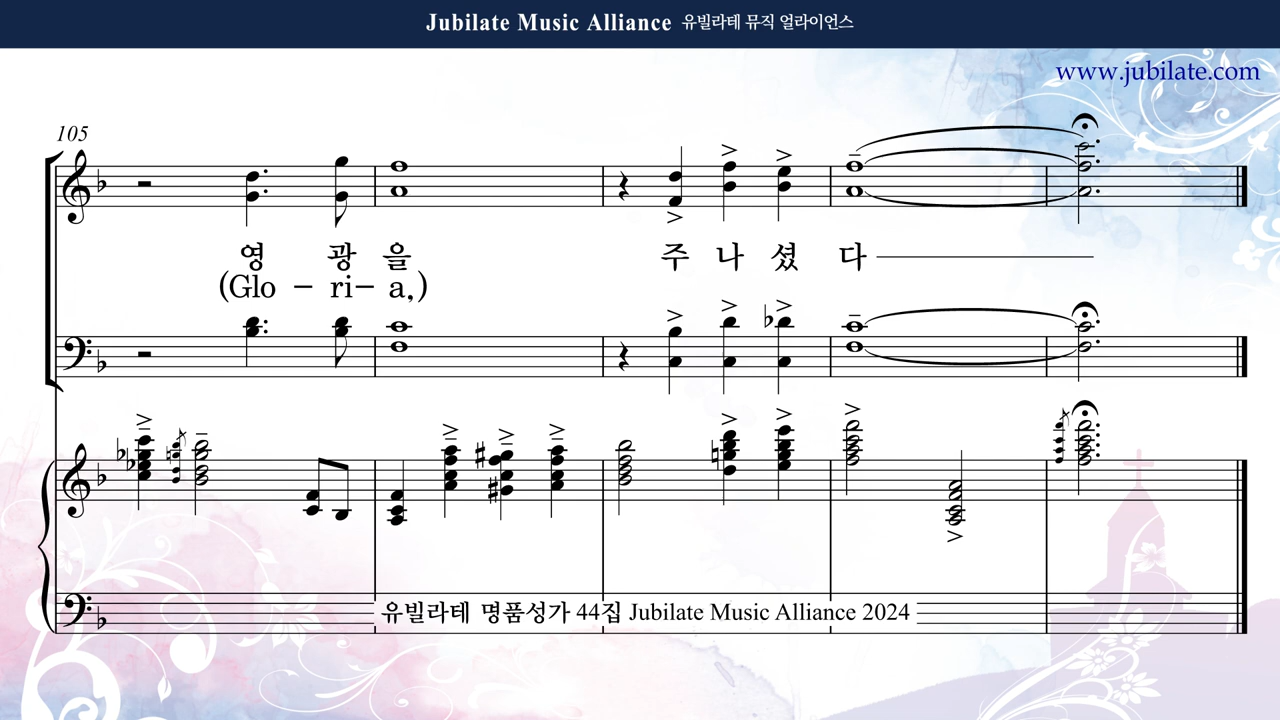 Jubilate Music Alliance 유빌라테 뮤직 얼라이언스
www.jubilate.com
105
영 광 을 주 나 셨 다
(Glo - ri- a,)
유빌라테 명품성가 44집 Jubilate Music Alliance 2024